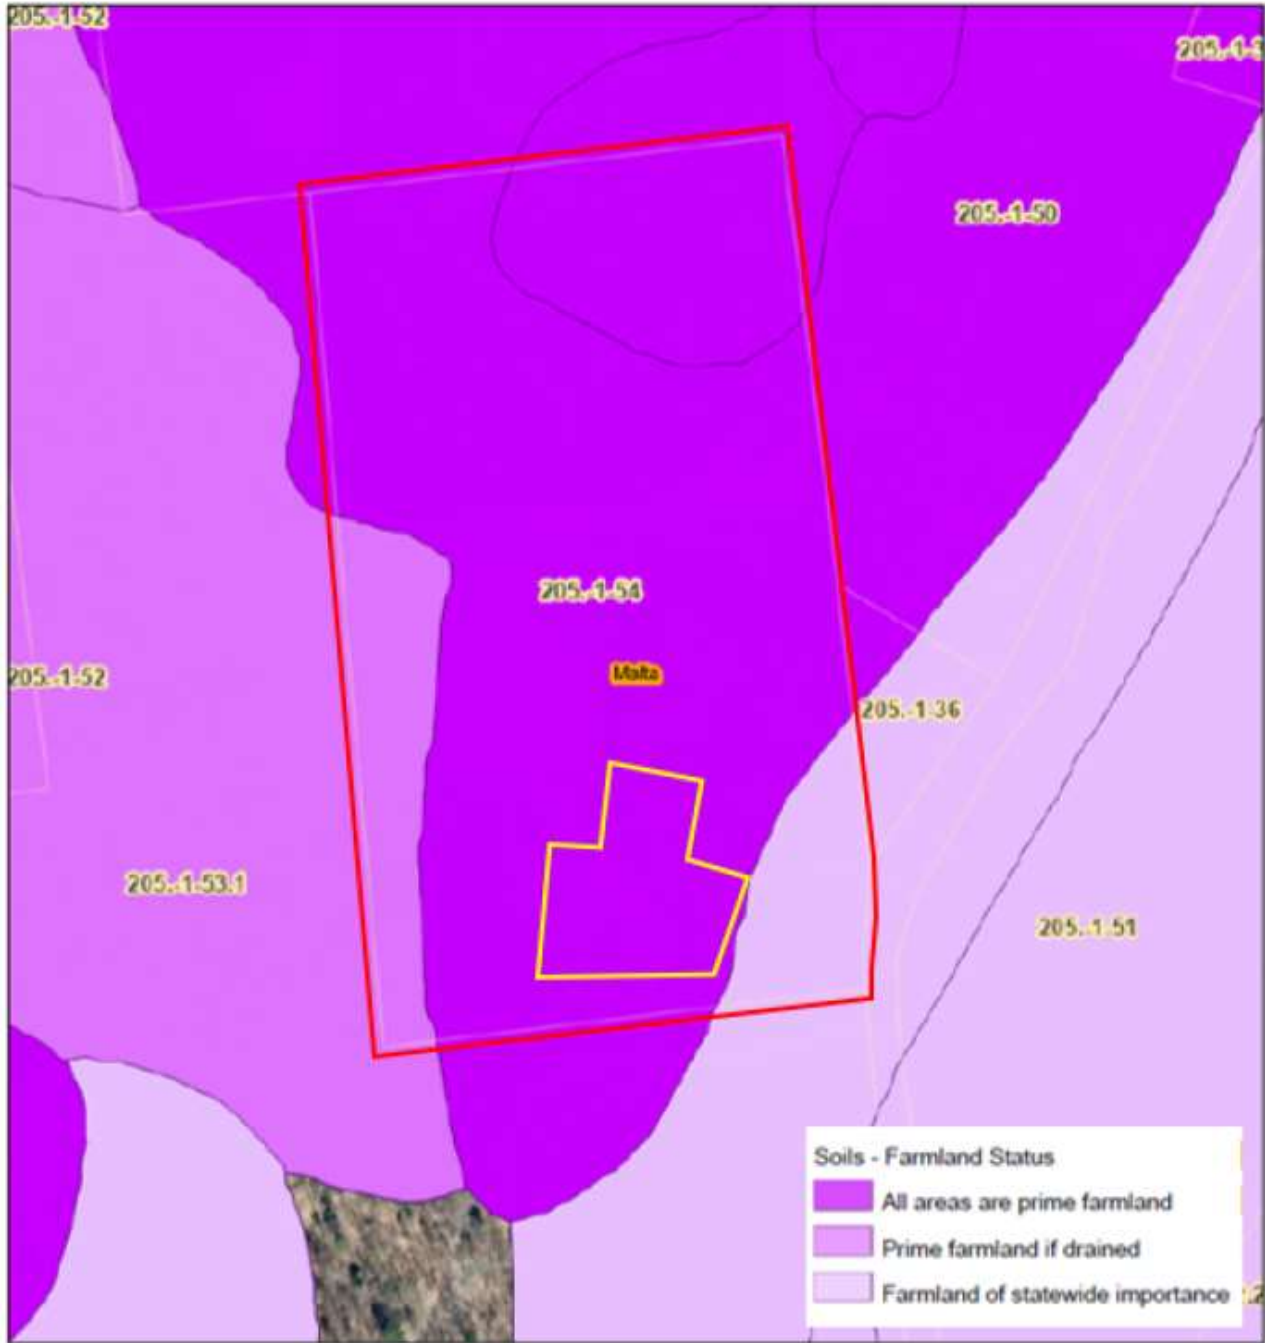 205.-1-52
205.-1-3
205.-1-50
205.-1-54
Malta
205.-1-52
205.-1-36
205.-1-53.1
205.-1-51
Soils - Farmland Status
All areas are prime farmland
Prime farmland if drained
Farmland of statewide importance